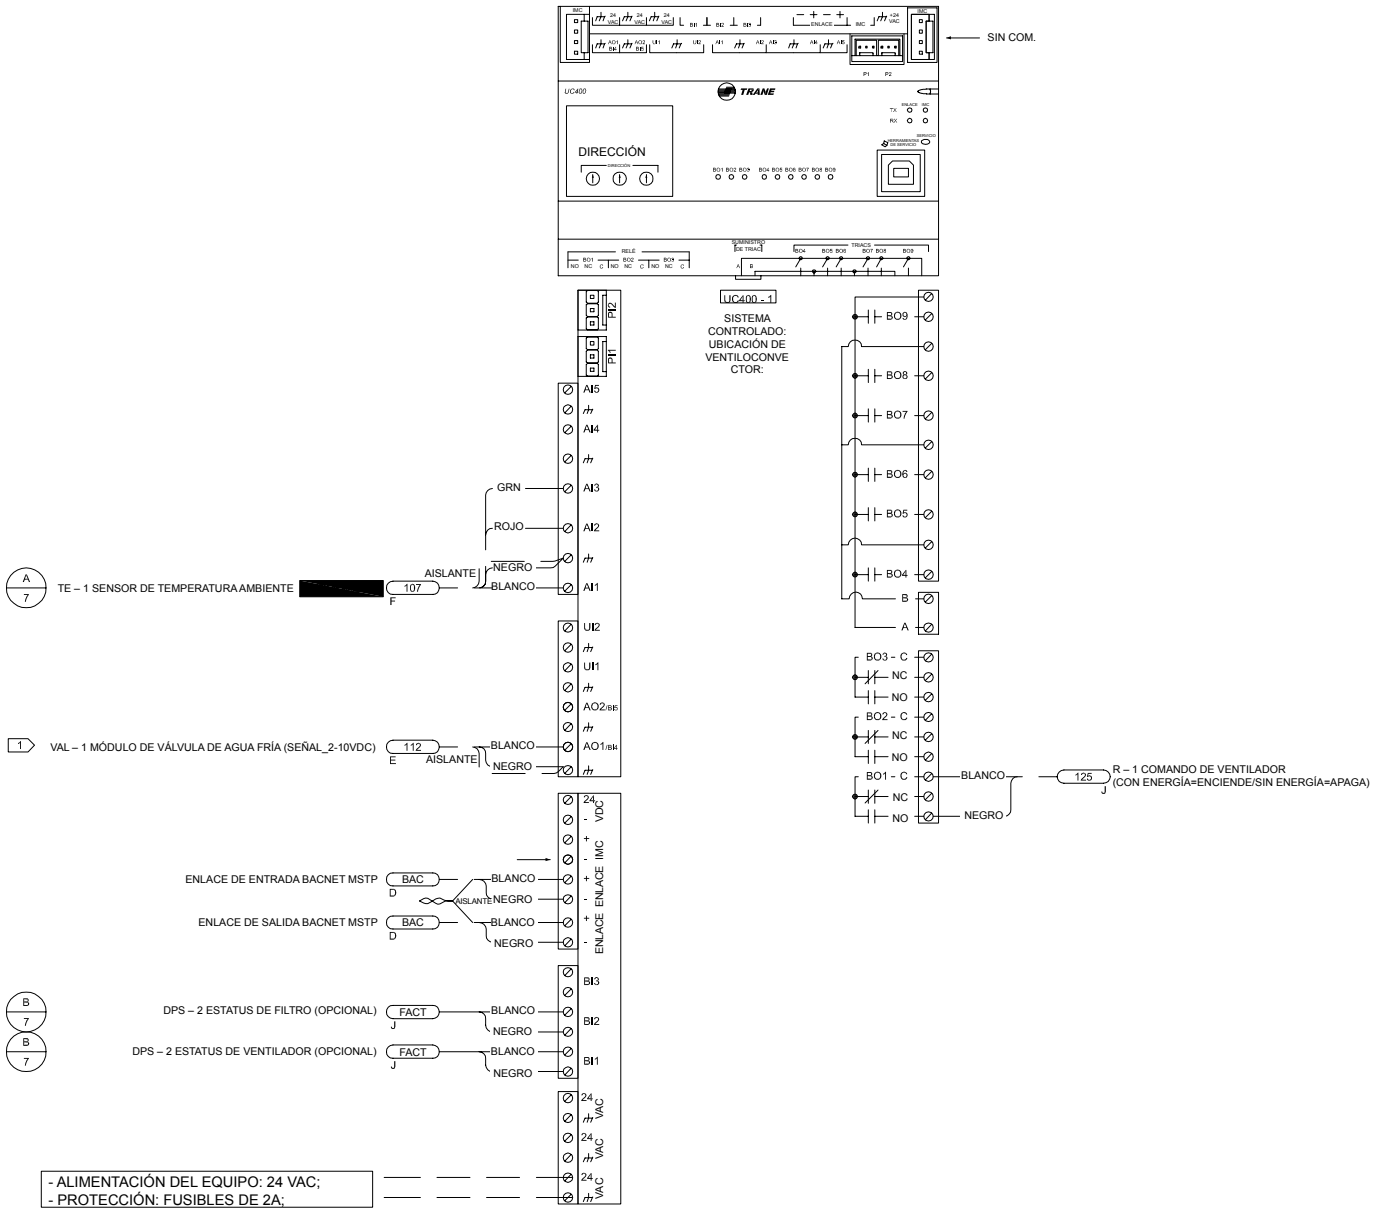 IMC
24 VAC
24 VAC
24 VAC
BI1 BI2 BI3
- + - +
ENLACE
IMC
+24 VAC
IMC
SIN COM.
AO1 BI4
AO2 BI5
UI1 UI2
AI1 AI2 AI3 AI4 AI5
P1 P2
UC400
TRANE
ENLACE IMC
TX
RX
SERVICIO
HERRAMIENTAS DE SERVICIO
DIRECCIÓN
DIRECCIÓN
BO1 BO2 BO3 BO4 BO5 BO6 BO7 BO8 BO9
RELÉ
BO1 BO2 BO3
NO NC C NO NC C NO NC C
SUMINISTRO
DE TRIAC
A B
TRIACS
BO4 BO5 BO6 BO7 BO8 BO9
UC400 - 1
SISTEMA
CONTROLADO:
UBICACIÓN DE
VENTILOCONVE
CTOR:
PI2
PI1
AI5
AI4
GRN AI3
ROJO AI2
NEGRO
AISLANTE
BLANCO AI1
A
7
TE – 1 SENSOR DE TEMPERATURA AMBIENTE
107
F
UI2
UI1
AO2/BI5
1
VAL – 1 MÓDULO DE VÁLVULA DE AGUA FRÍA (SEÑAL_2-10VDC)
112
E
AISLANTE
BLANCO AO1/BI4
NEGRO
24 VDC
-
+
- IMC
ENLACE DE ENTRADA BACNET MSTP
BAC
D
BLANCO +
NEGRO -
ENLACE
AISLANTE
ENLACE DE SALIDA BACNET MSTP
BAC
D
BLANCO +
NEGRO -
ENLACE
BI3
B
7
DPS – 2 ESTATUS DE FILTRO (OPCIONAL)
FACT
J
BLANCO
NEGRO
BI2
B
7
DPS – 2 ESTATUS DE VENTILADOR (OPCIONAL)
FACT
J
BLANCO
NEGRO
BI1
24 VAC
24 VAC
24 VAC
- ALIMENTACIÓN DEL EQUIPO: 24 VAC;
- PROTECCIÓN: FUSIBLES DE 2A;
BO9
BO8
BO7
BO6
BO5
BO4
B
A
BO3 - C
NC
NO
BO2 - C
NC
NO
BO1 - C
NC
NO
BLANCO
NEGRO
125
J
R – 1 COMANDO DE VENTILADOR
(CON ENERGÍA=ENCIENDE/SIN ENERGÍA=APAGA)